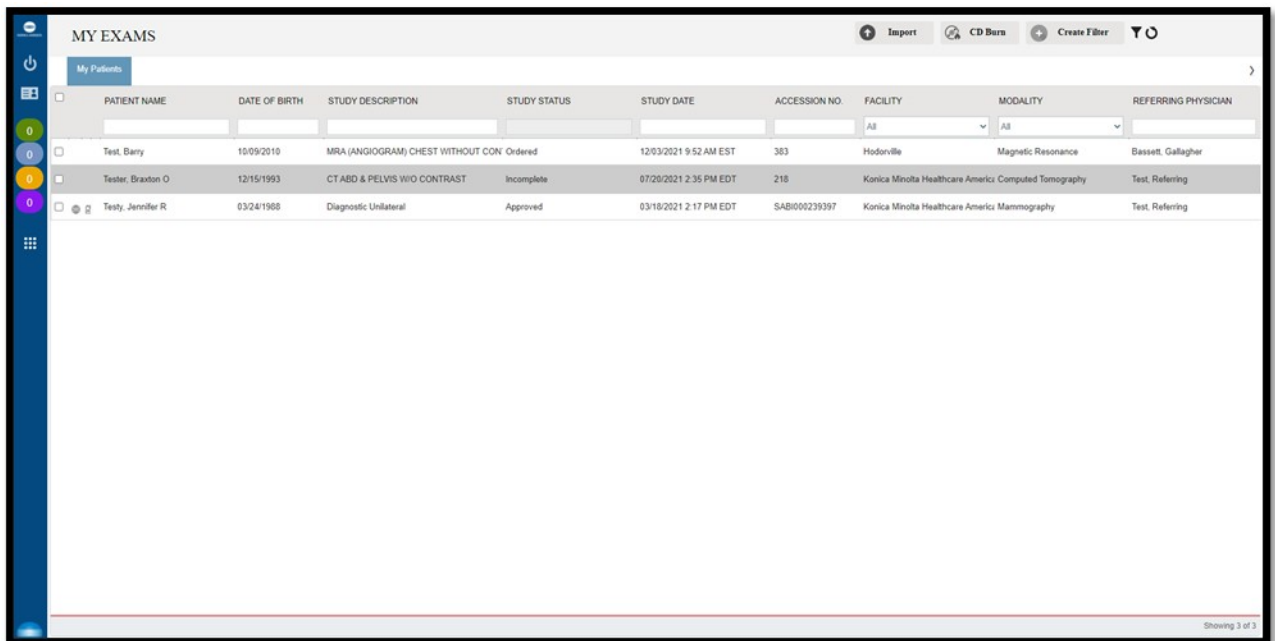 MY EXAMS Import CD Burn Create Filter
My Patients
PATIENT NAME DATE OF BIRTH STUDY DESCRIPTION STUDY STATUS STUDY DATE ACCESSION NO. FACILITY MODALITY REFERRING PHYSICIAN
All All
0
Test, Barry 10/09/2010 MRA (ANGIOGRAM) CHEST WITHOUT CON Ordered 12/03/2021 9:52 AM EST 383 Hodorville Magnetic Resonance Bassett, Gallagher
0
Tester, Braxton O 12/15/1993 CT ABD & PELVIS W/O CONTRAST Incomplete 07/20/2021 2:35 PM EDT 218 Konica Minolta Healthcare America Computed Tomography Test, Referring
0
Testy, Jennifer R 03/24/1988 Diagnostic Unilateral Approved 03/18/2021 2:17 PM EDT SABI000239397 Konica Minolta Healthcare America Mammography Test, Referring
0
Showing 3 of 3